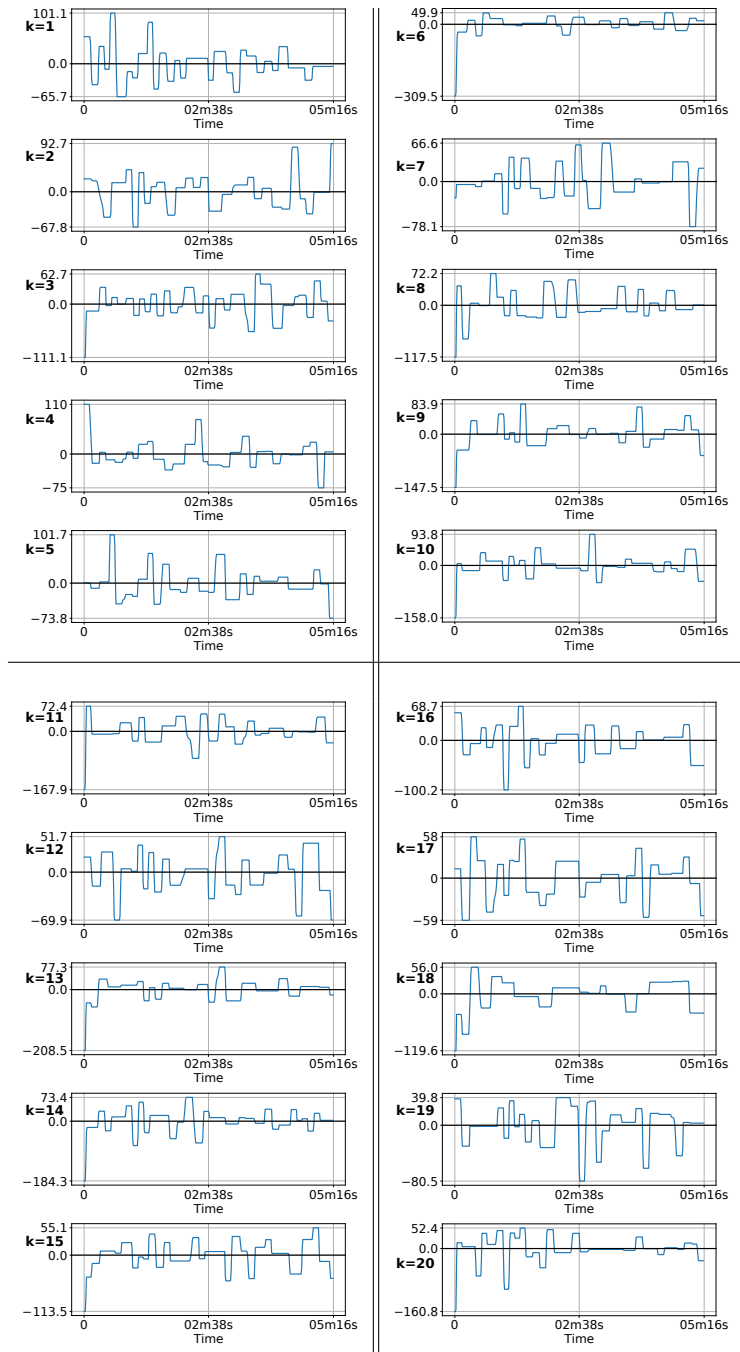 k=1
101.1
0.0
−65.7
0
02m38s
05m16s
Time
k=2
92.7
0.0
−67.8
0
02m38s
05m16s
Time
k=3
62.7
0.0
−111.1
0
02m38s
05m16s
Time
k=4
110
0
−75
0
02m38s
05m16s
Time
k=5
101.7
0.0
−73.8
0
02m38s
05m16s
Time
k=6
49.9
0.0
−309.5
0
02m38s
05m16s
Time
k=7
66.6
0.0
−78.1
0
02m38s
05m16s
Time
k=8
72.2
0.0
−117.5
0
02m38s
05m16s
Time
k=9
83.9
0.0
−147.5
0
02m38s
05m16s
Time
k=10
93.8
0.0
−158.0
0
02m38s
05m16s
Time
k=11
72.4
0.0
−167.9
0
02m38s
05m16s
Time
k=12
51.7
0.0
−69.9
0
02m38s
05m16s
Time
k=13
77.3
0.0
−208.5
0
02m38s
05m16s
Time
k=14
73.4
0.0
−184.3
0
02m38s
05m16s
Time
k=15
55.1
0.0
−113.5
0
02m38s
05m16s
Time
k=16
68.7
0.0
−100.2
0
02m38s
05m16s
Time
k=17
58
0
−59
0
02m38s
05m16s
Time
k=18
56.0
0.0
−119.6
0
02m38s
05m16s
Time
k=19
39.8
0.0
−80.5
0
02m38s
05m16s
Time
k=20
52.4
0.0
−160.8
0
02m38s
05m16s
Time